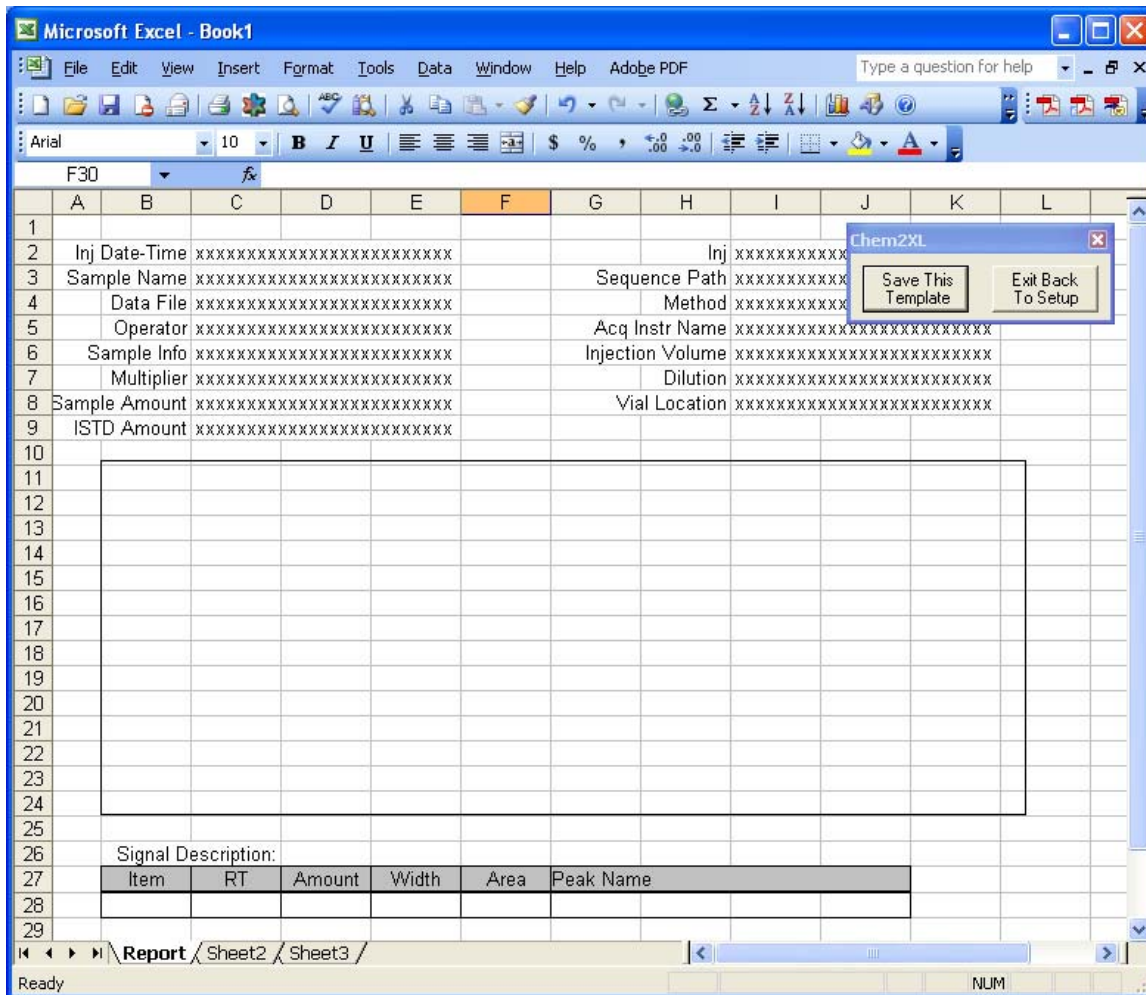 Microsoft Excel - Book1
File Edit View Insert Format Tools Data Window Help Adobe PDF Type a question for help
Arial 10 B I U $ %
F30 fx
A B C D E F G H I J K L
1
2 Inj Date-Time xxxxxxxxxxxxxxxxxxxxxxxxx Inj xxxxxxxx
3 Sample Name xxxxxxxxxxxxxxxxxxxxxxxxx Sequence Path xxxxxxxx
4 Data File xxxxxxxxxxxxxxxxxxxxxxxxx Method xxxxxxxx
5 Operator xxxxxxxxxxxxxxxxxxxxxxxxx Acq Instr Name xxxxxxxxxxxxxxxxxxxxxxxxx
6 Sample Info xxxxxxxxxxxxxxxxxxxxxxxxx Injection Volume xxxxxxxxxxxxxxxxxxxxxxxxx
7 Multiplier xxxxxxxxxxxxxxxxxxxxxxxxx Dilution xxxxxxxxxxxxxxxxxxxxxxxxx
8 Sample Amount xxxxxxxxxxxxxxxxxxxxxxxxx Vial Location xxxxxxxxxxxxxxxxxxxxxxxxx
9 ISTD Amount xxxxxxxxxxxxxxxxxxxxxxxxx
Chem2XL
Save This
Template
Exit Back
To Setup
10
11
12
13
14
15
16
17
18
19
20
21
22
23
24
25
26 Signal Description:
27 Item RT Amount Width Area Peak Name
28
29
Report Sheet2 Sheet3
Ready NUM